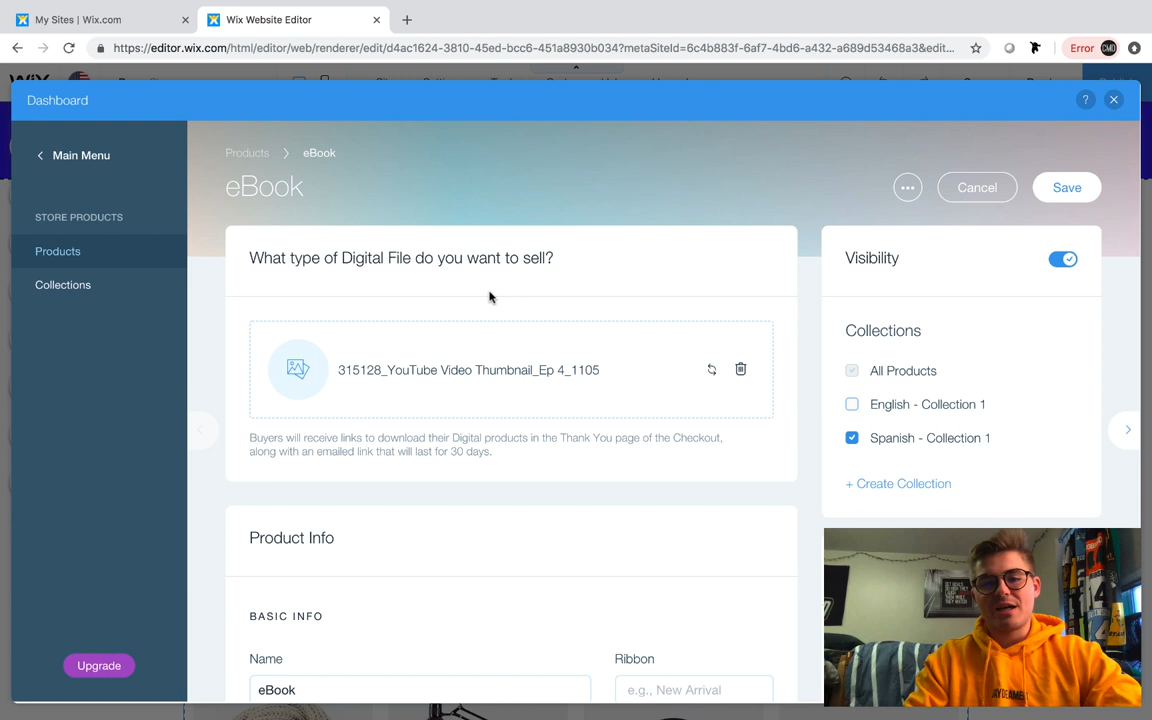 My Sites | Wix.com
Wix Website Editor
https://editor.wix.com/html/editor/web/renderer/edit/d4ac1624-3810-45ed-bcc6-451a8930b034?metaSiteId=6c4b883f-6af7-4bd6-a432-a689d53468a3&edit...
Error CMD
Dashboard
?
Main Menu
Products > eBook
eBook
Cancel
Save
STORE PRODUCTS
Products
Collections
What type of Digital File do you want to sell?
315128_YouTube Video Thumbnail_Ep 4_1105
Buyers will receive links to download their Digital products in the Thank You page of the Checkout,
along with an emailed link that will last for 30 days.
Visibility
Collections
All Products
English - Collection 1
Spanish - Collection 1
+ Create Collection
Product Info
BASIC INFO
Name
Ribbon
eBook
e.g., New Arrival
Upgrade